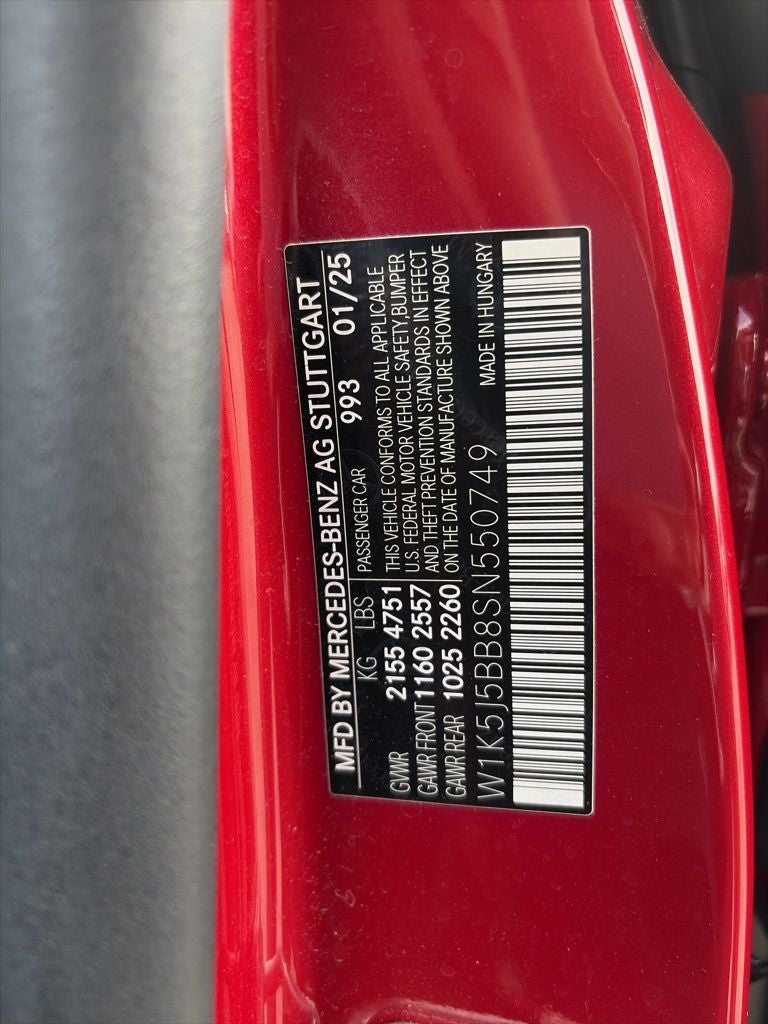 MFD BY MERCEDES-BENZ AG STUTTGART
KG LBS PASSENGER CAR 993 01/25
GVWR 2155 4751 THIS VEHICLE CONFORMS TO ALL APPLICABLE
GAWR FRONT 1160 2557 U.S. FEDERAL MOTOR VEHICLE SAFETY,BUMPER
GAWR REAR 1025 2260 AND THEFT PREVENTION STANDARDS IN EFFECT
ON THE DATE OF MANUFACTURE SHOWN ABOVE
W1K5J5BB8SN550749 MADE IN HUNGARY